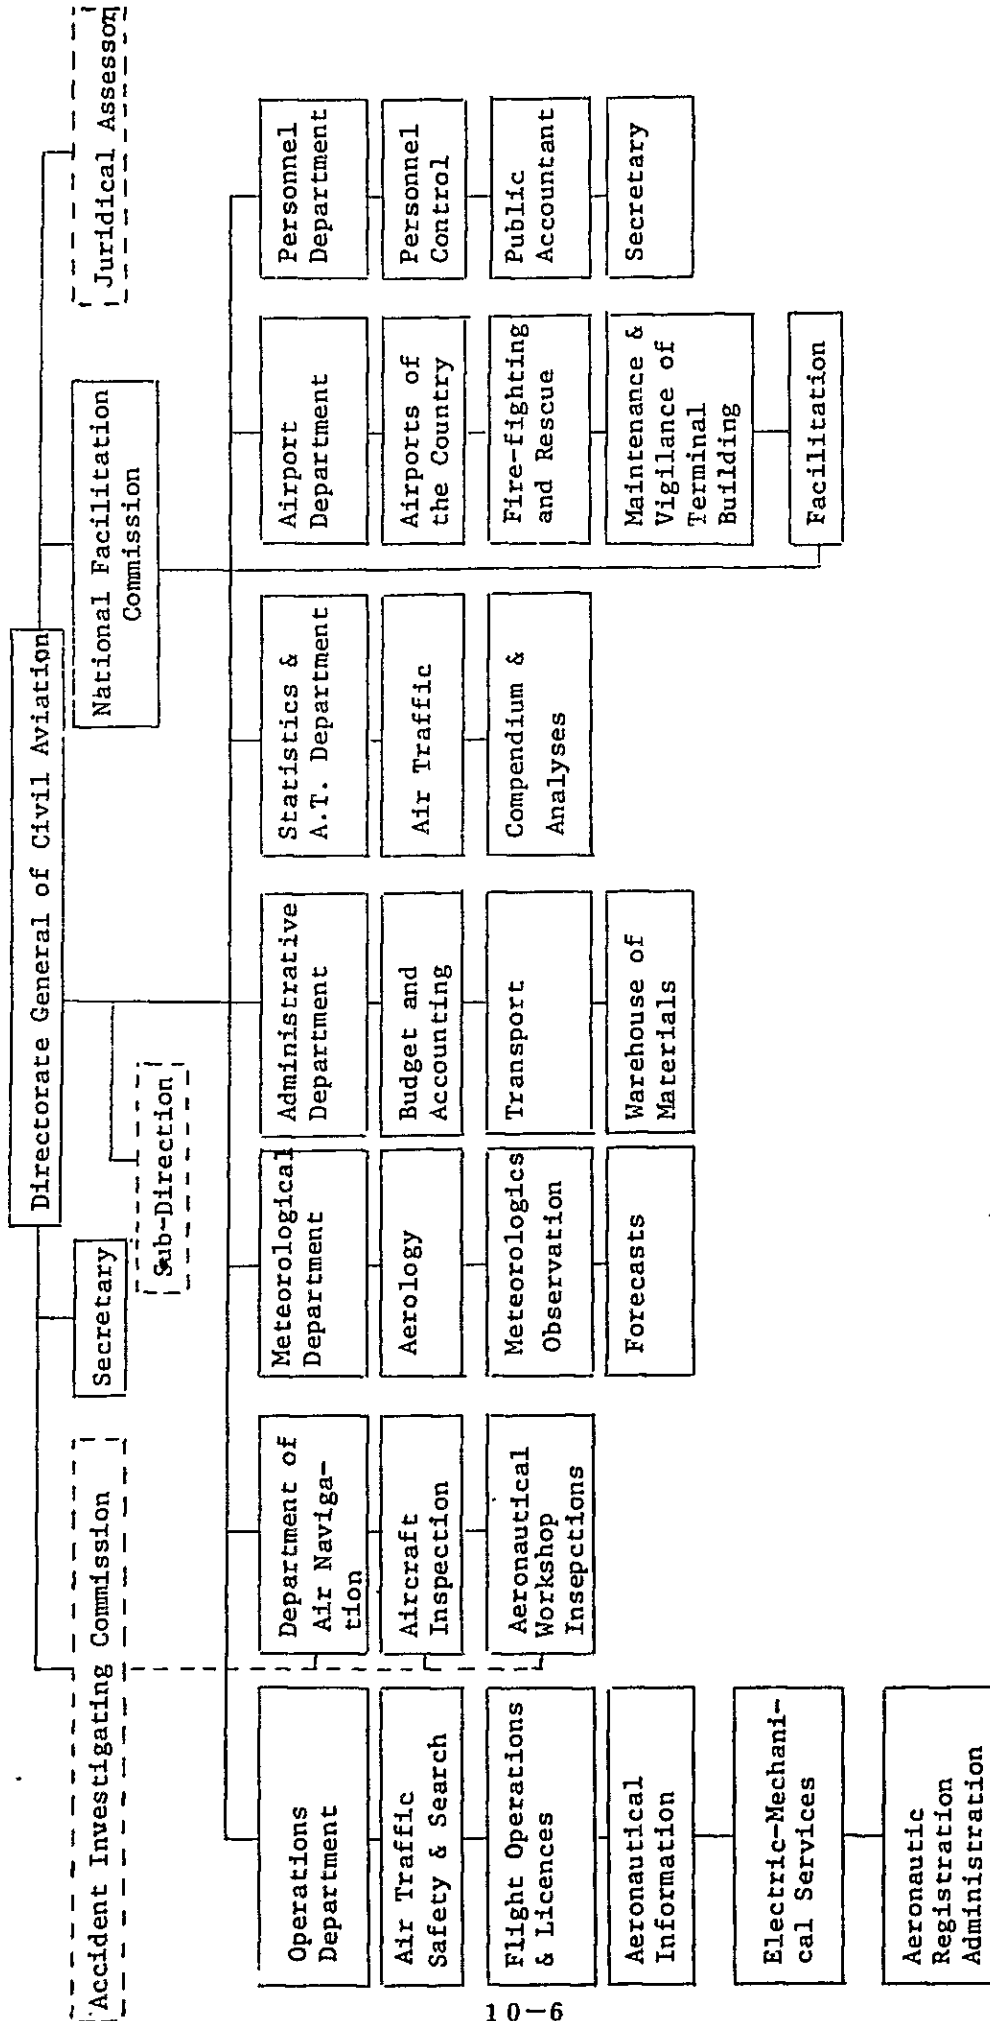 Directorate General of Civil Aviation
Accident Investigating Commission
Secretary
National Facilitation
Commission
Juridical Assessor
Sub-Direction
Operations
Department
Air Traffic
Safety & Search
Flight Operations
& Licences
Aeronautical
Information
Electric-Mechani-
cal Services
Aeronautic
Registration
Administration
Department of
Air Naviga-
tion
Aircraft
Inspection
Aeronautical
Workshop
Insepctions
Meteorological
Department
Aerology
Meteorologics
Observation
Forecasts
Administrative
Department
Budget and
Accounting
Transport
Warehouse of
Materials
Statistics &
A.T. Department
Air Traffic
Compendium &
Analyses
Airport
Department
Airports of
the Country
Fire-fighting
and Rescue
Maintenance &
Vigilance of
Terminal
Building
Facilitation
Personnel
Department
Personnel
Control
Public
Accountant
Secretary
10-6